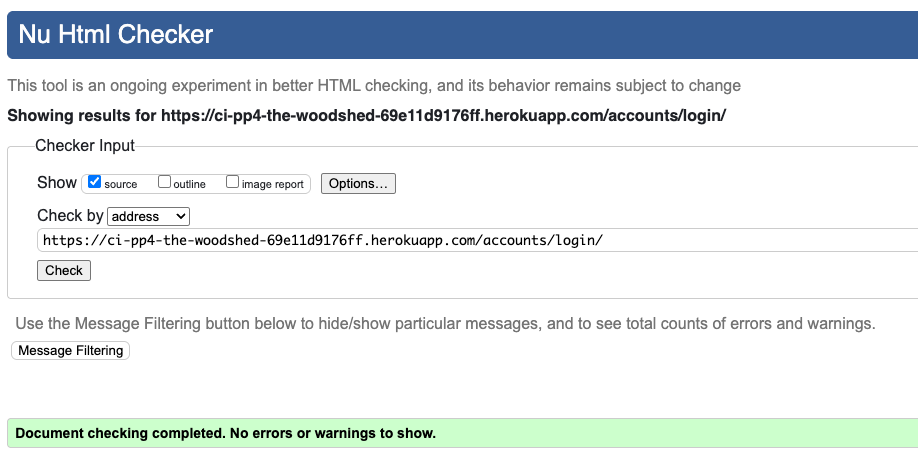 Nu Html Checker
This tool is an ongoing experiment in better HTML checking, and its behavior remains subject to change
Showing results for https://ci-pp4-the-woodshed-69e11d9176ff.herokuapp.com/accounts/login/
Checker Input
Show source outline image report Options...
Check by address
https://ci-pp4-the-woodshed-69e11d9176ff.herokuapp.com/accounts/login/
Check
Use the Message Filtering button below to hide/show particular messages, and to see total counts of errors and warnings.
Message Filtering
Document checking completed. No errors or warnings to show.